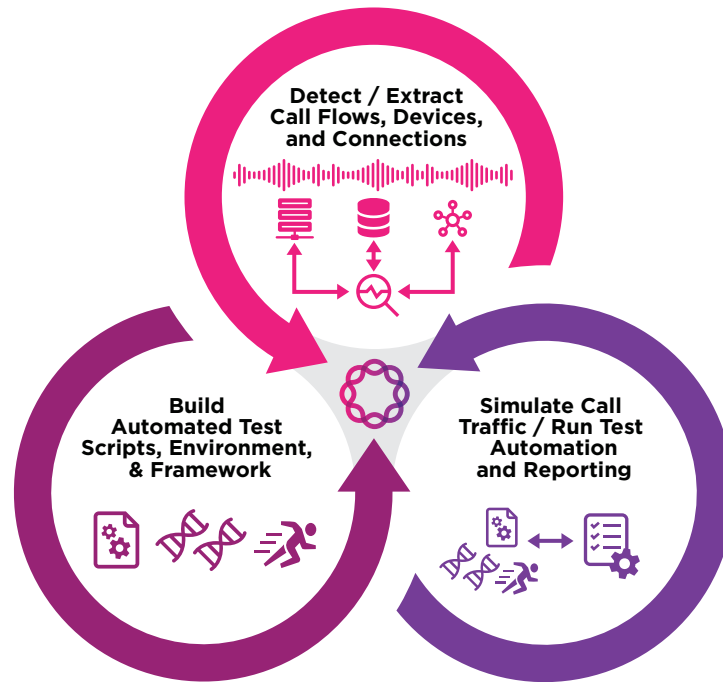 Detect / Extract
Call Flows, Devices,
and Connections
Build
Automated Test
Scripts, Environment,
& Framework
Simulate Call
Traffic / Run Test
Automation
and Reporting